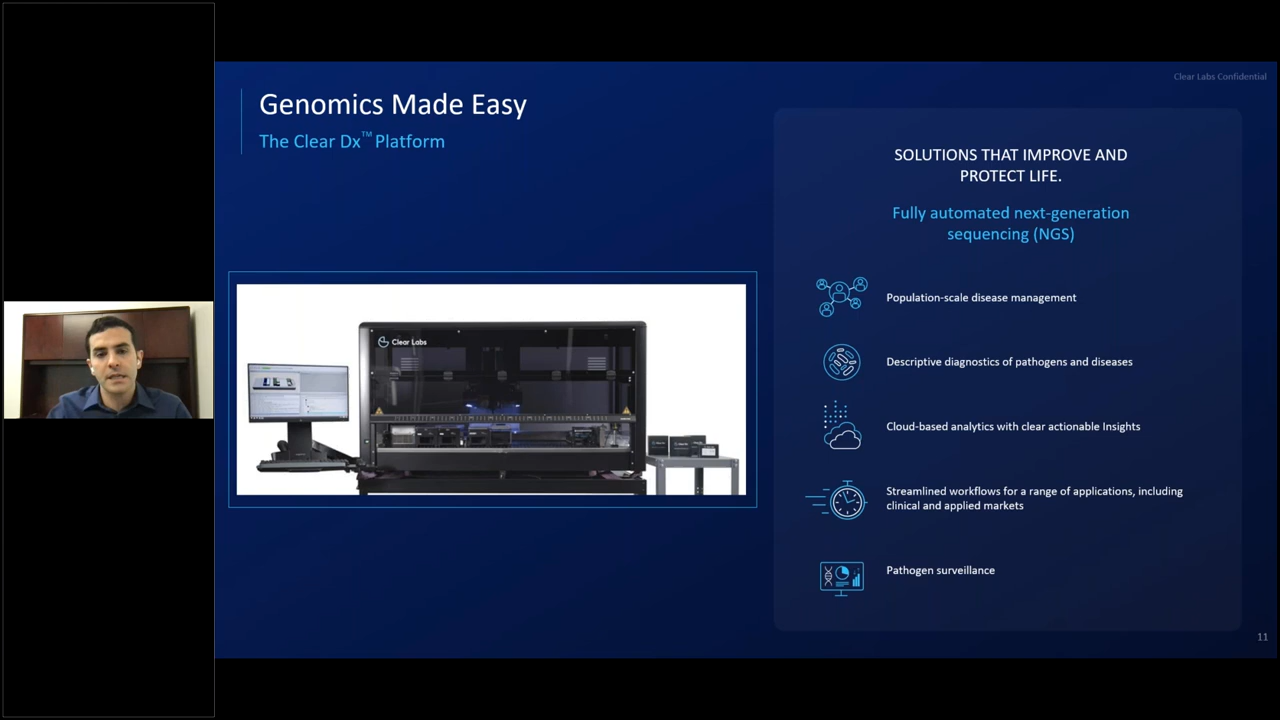 Clear Labs Confidential
Genomics Made Easy
The Clear Dx™ Platform
Clear Labs
SOLUTIONS THAT IMPROVE AND
PROTECT LIFE.
Fully automated next-generation
sequencing (NGS)
Population-scale disease management
Descriptive diagnostics of pathogens and diseases
Cloud-based analytics with clear actionable Insights
Streamlined workflows for a range of applications, including
clinical and applied markets
Pathogen surveillance
11